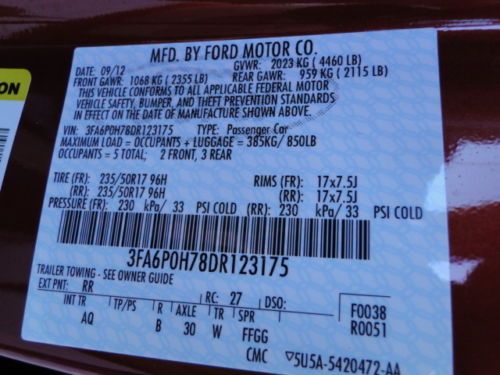 MFD. BY FORD MOTOR CO.
DATE: 09/12 GVWR: 2023 KG (4460 LB)
FRONT GAWR: 1068 KG (2355 LB) REAR GAWR: 959 KG (2115 LB)
THIS VEHICLE CONFORMS TO ALL APPLICABLE FEDERAL MOTOR
VEHICLE SAFETY, BUMPER, AND THEFT PREVENTION STANDARDS
IN EFFECT ON THE DATE OF MANUFACTURE SHOWN ABOVE.
VIN: 3FA6P0H78DR123175 TYPE: Passenger Car
MAXIMUM LOAD = OCCUPANTS + LUGGAGE = 385KG/850LB
OCCUPANTS = 5 TOTAL; 2 FRONT, 3 REAR
TIRE (FR): 235/50R17 96H RIMS (FR): 17x7.5J
(RR): 235/50R17 96H (RR): 17x7.5J
PRESSURE (FR): 230 kPa/ 33 PSI COLD (RR): 230 kPa/ 33 PSI COLD
3FA6P0H78DR123175
TRAILER TOWING - SEE OWNER GUIDE
EXT PNT: RR RC: 27 DSO: F0038
INT TR TP/PS R AXLE TR SPR R0051
AQ B 30 W FFGG
CMC 5U5A-5420472-AA